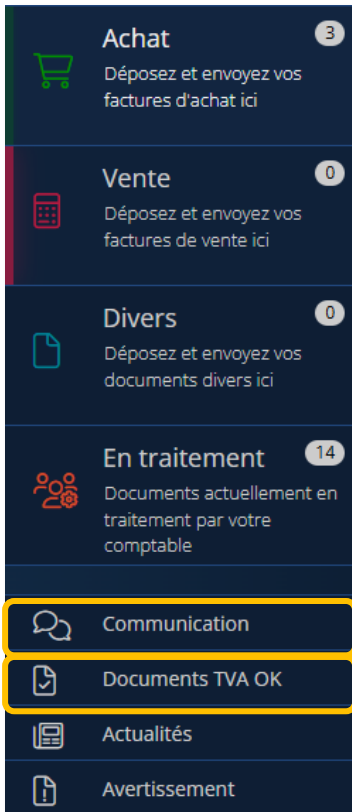 Achat 3
Déposez et envoyez vos
factures d'achat ici
Vente 0
Déposez et envoyez vos
factures de vente ici
Divers 0
Déposez et envoyez vos
documents divers ici
En traitement 14
Documents actuellement en
traitement par votre
comptable
Communication
Documents TVA OK
Actualités
Avertissement